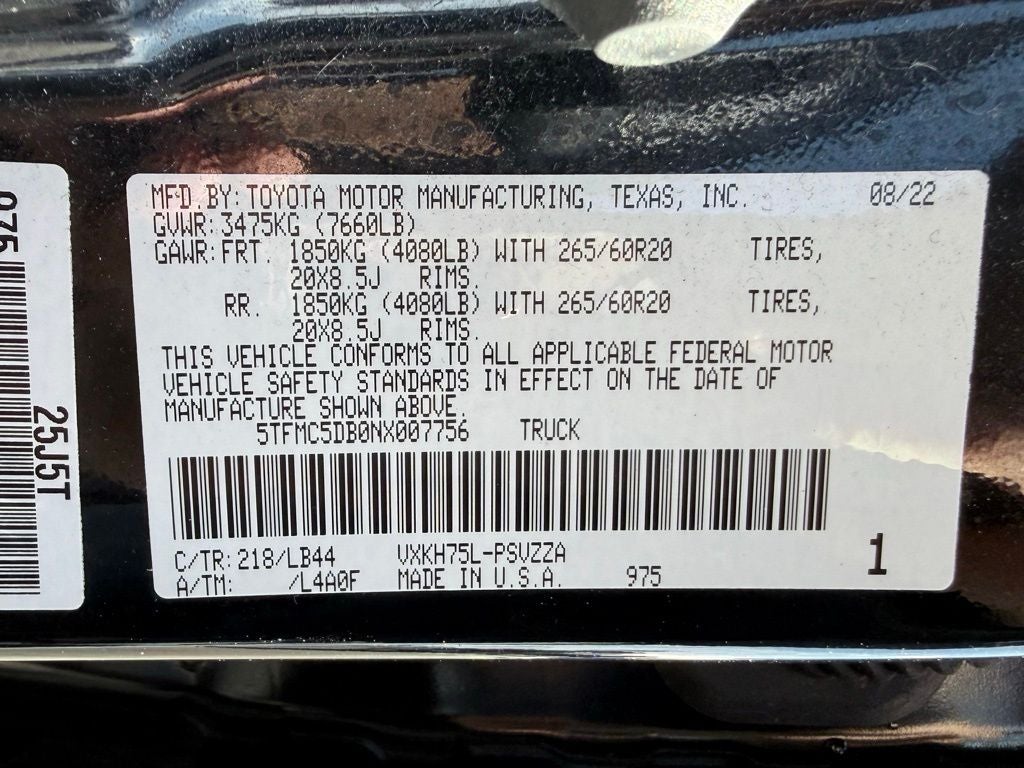 MFD.BY: TOYOTA MOTOR MANUFACTURING, TEXAS, INC. 08/22
GVWR: 3475KG (7660LB)
GAWR: FRT. 1850KG (4080LB) WITH 265/60R20 TIRES,
20X8.5J RIMS.
RR. 1850KG (4080LB) WITH 265/60R20 TIRES,
20X8.5J RIMS.
THIS VEHICLE CONFORMS TO ALL APPLICABLE FEDERAL MOTOR
VEHICLE SAFETY STANDARDS IN EFFECT ON THE DATE OF
MANUFACTURE SHOWN ABOVE.
5TFMC5DB0NX007756 TRUCK
C/TR: 218/LB44 VXKH75L-PSVZZA 1
A/TM: /L4A0F MADE IN U.S.A. 975
975
25J5T